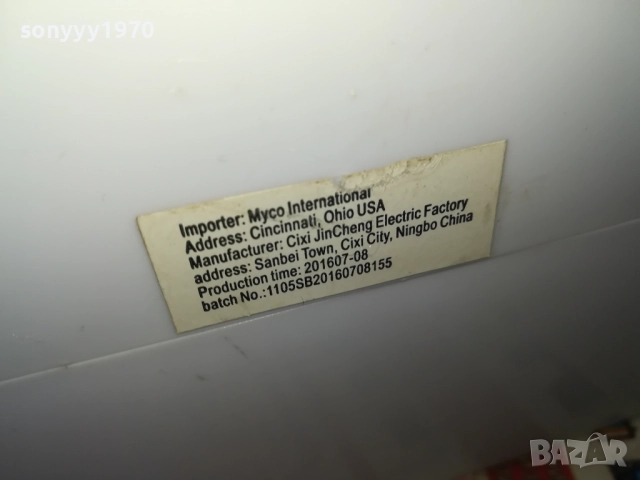 sonyyy1970
Importer: Myco International
Address: Cincinnati, Ohio USA
Manufacturer: Cixi JinCheng Electric Factory
address: Sanbei Town, Cixi City, Ningbo China
Production time: 201607-08
batch No.:1105SB20160708155
BAZAR